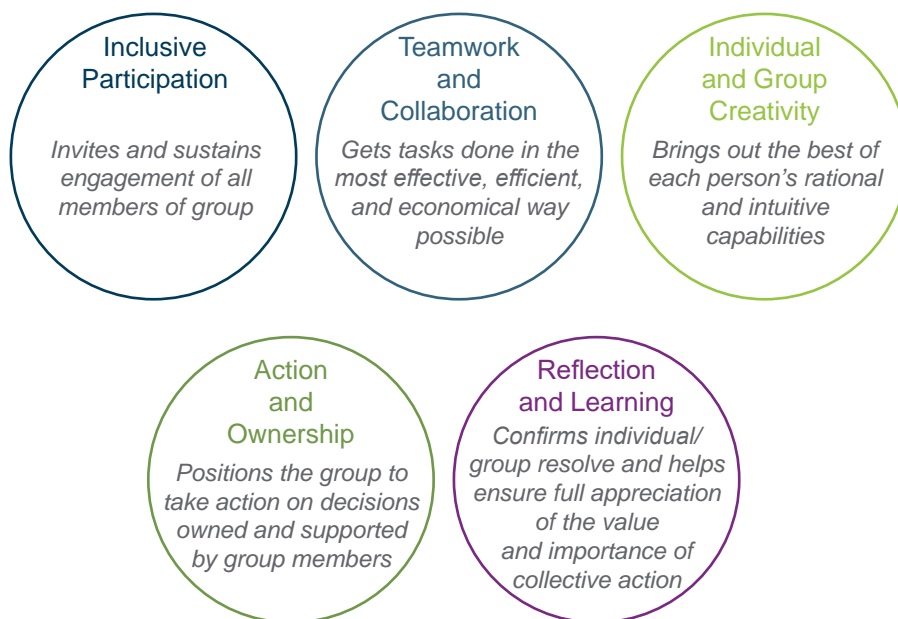 Inclusive
Participation
Invites and sustains
engagement of all
members of group
Teamwork
and
Collaboration
Gets tasks done in the
most effective, efficient,
and economical way
possible
Individual
and Group
Creativity
Brings out the best of
each person’s rational
and intuitive
capabilities
Action
and
Ownership
Positions the group to
take action on decisions
owned and supported
by group members
Reflection
and Learning
Confirms individual/
group resolve and helps
ensure full appreciation
of the value
and importance of
collective action